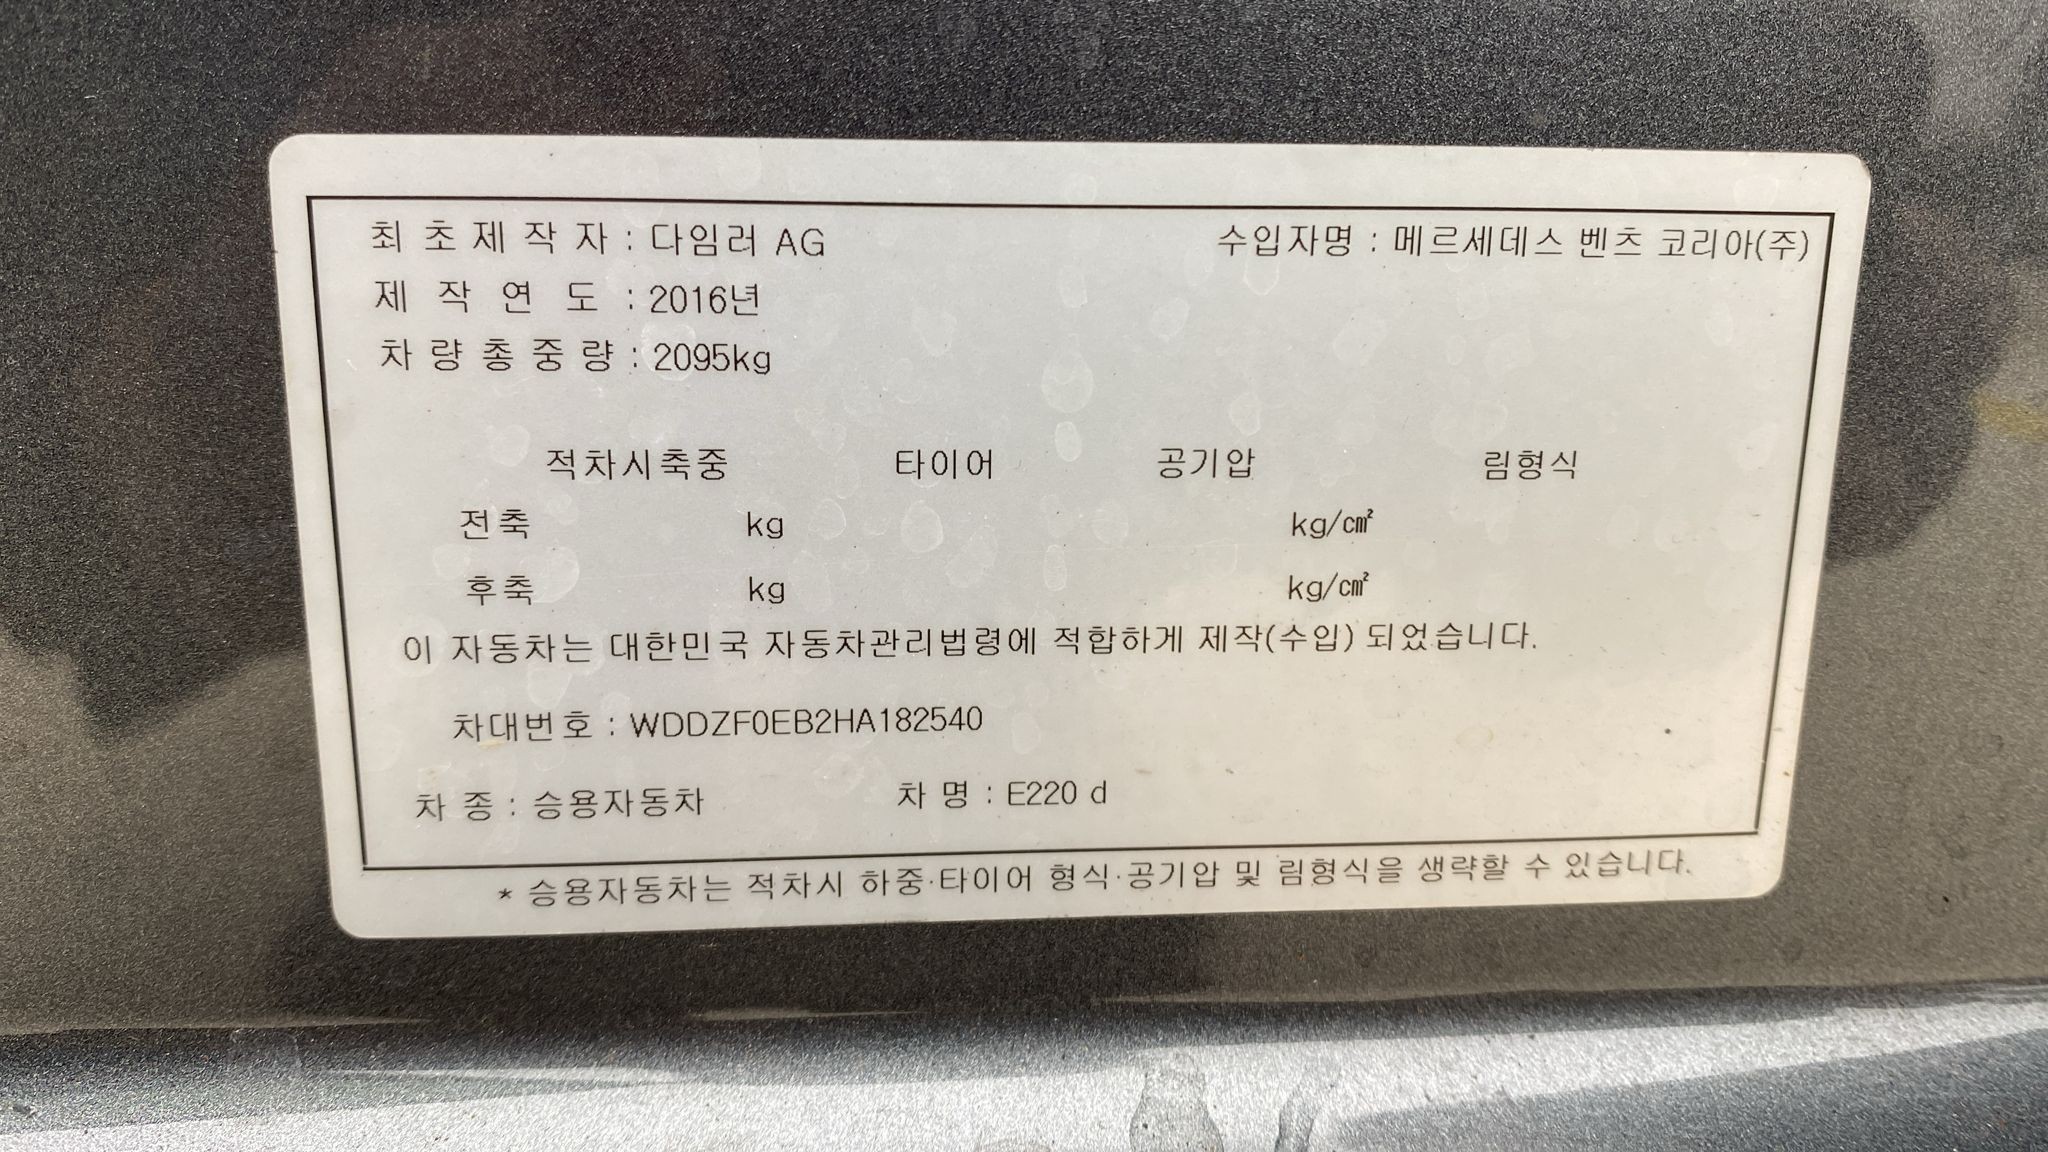 최초제작자 : 다임러 AG 수입자명 : 메르세데스 벤츠 코리아(주)
제작연도 : 2016년
차량총중량 : 2095kg
적차시축중 타이어 공기압 림형식
전축 kg kg/㎠
후축 kg kg/㎠
이 자동차는 대한민국 자동차관리법령에 적합하게 제작(수입) 되었습니다.
차대번호 : WDDZF0EB2HA182540
차 종 : 승용자동차 차 명 : E220 d
* 승용자동차는 적차시 하중·타이어 형식·공기압 및 림형식을 생략할 수 있습니다.